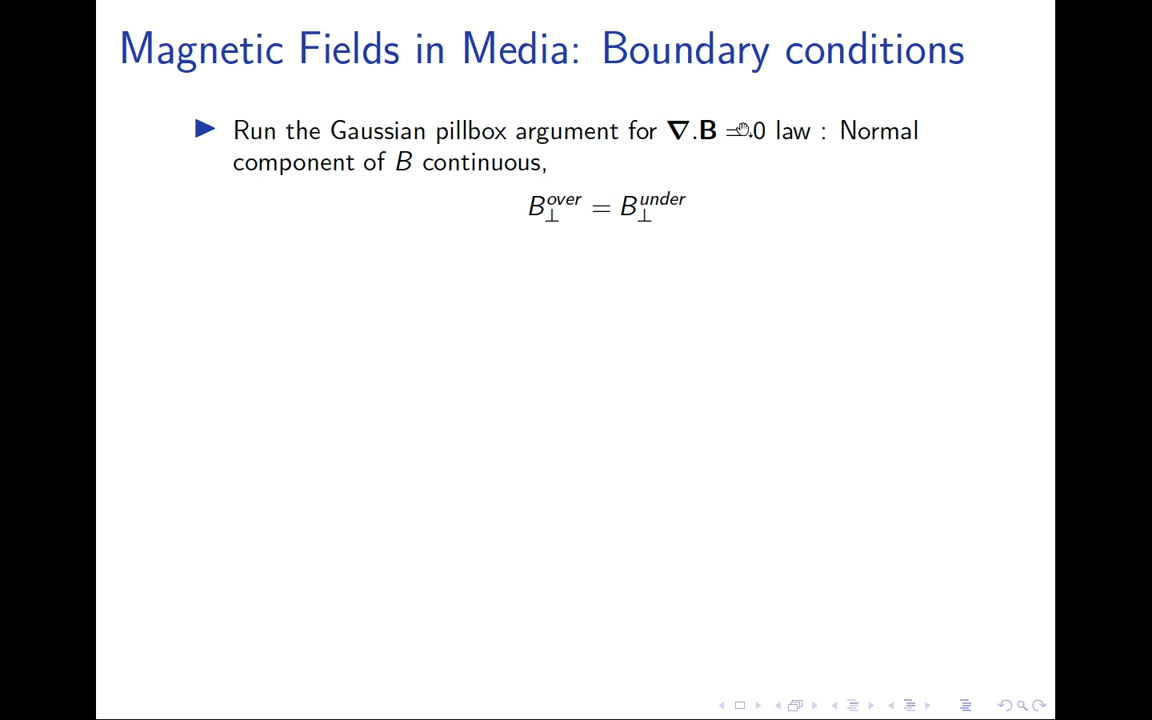 Magnetic Fields in Media: Boundary conditions
Run the Gaussian pillbox argument for ∇.B = 0 law : Normal
component of B continuous,
B⊥^over = B⊥^under